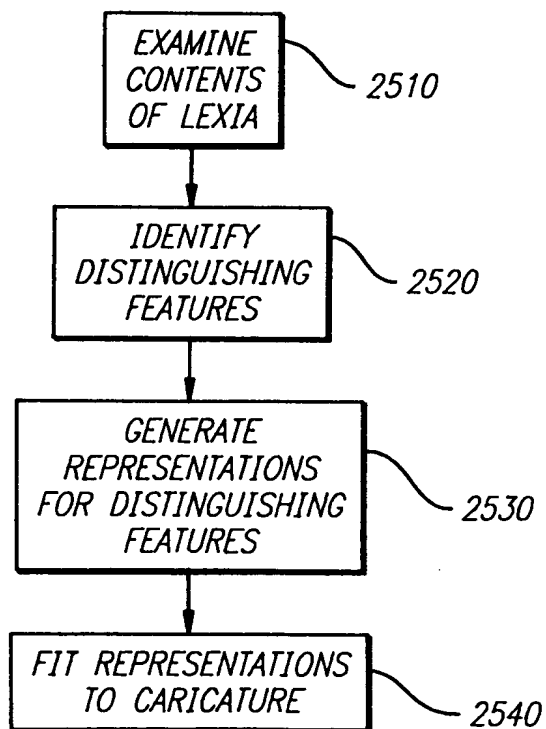 EXAMINE
CONTENTS
OF LEXIA
2510
IDENTIFY
DISTINGUISHING
FEATURES
2520
GENERATE
REPRESENTATIONS
FOR DISTINGUISHING
FEATURES
2530
FIT REPRESENTATIONS
TO CARICATURE
2540